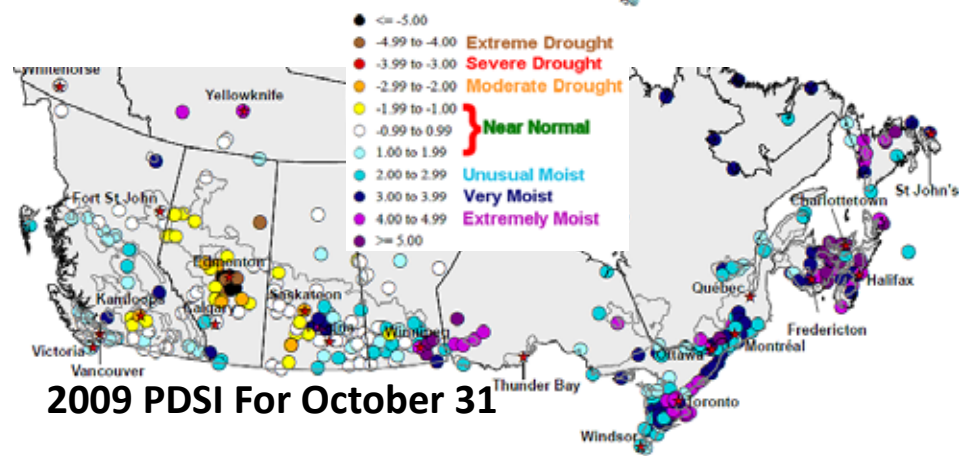 <= -5.00
-4.99 to -4.00 Extreme Drought
-3.99 to -3.00 Severe Drought
-2.99 to -2.00 Moderate Drought
-1.99 to -1.00
-0.99 to 0.99 Near Normal
1.00 to 1.99
2.00 to 2.99 Unusual Moist
3.00 to 3.99 Very Moist
4.00 to 4.99 Extremely Moist
>= 5.00
Whitehorse
Yellowknife
Fort St John
St John's
Charlottetown
Edmonton
Saskatoon
Québec
Halifax
Kamloops
Calgary
Winnipeg
Fredericton
Victoria
Ottawa
Montréal
Vancouver
Thunder Bay
2009 PDSI For October 31
Toronto
Windsor